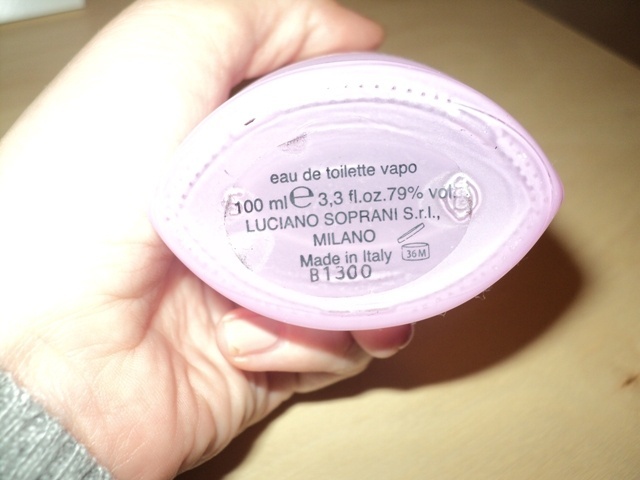 eau de toilette vapo
100 ml e 3,3 fl.oz.79% vol.
LUCIANO SOPRANI S.r.l.,
MILANO
Made in Italy 36M
B1300